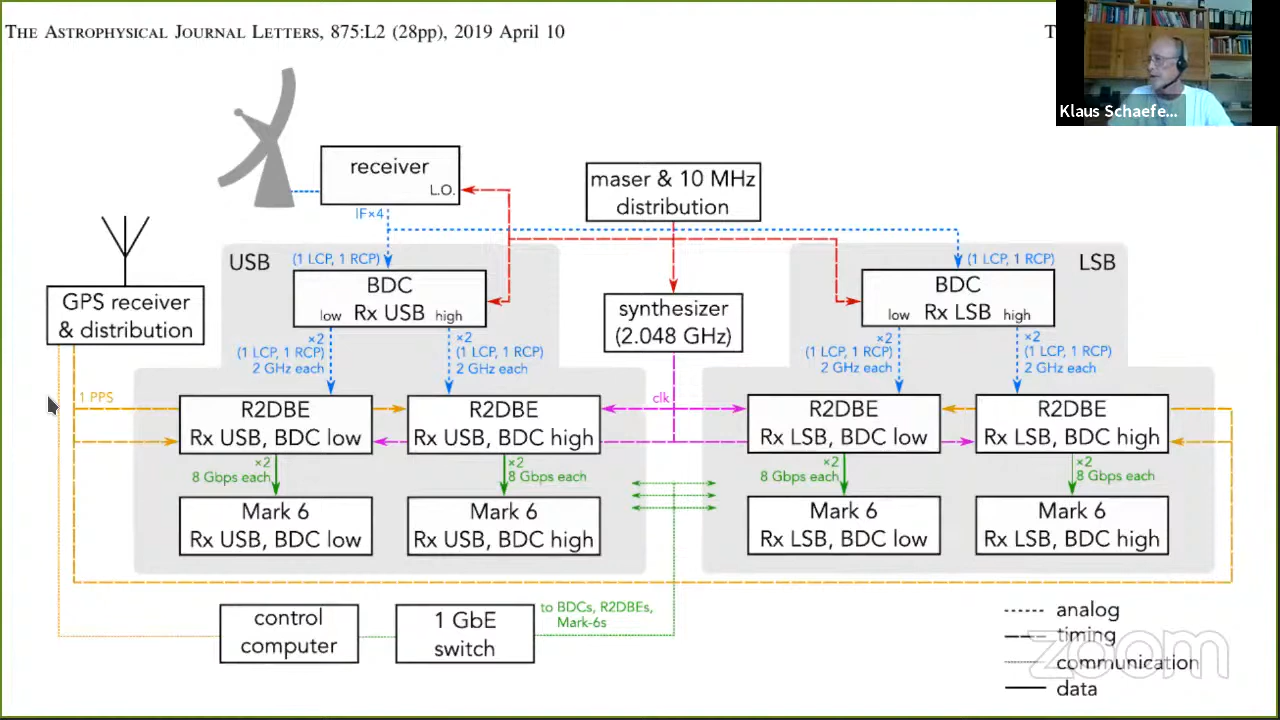 THE ASTROPHYSICAL JOURNAL LETTERS, 875:L2 (28pp), 2019 April 10
T
Klaus Schaefe...
receiver
L.O.
maser & 10 MHz
distribution
IF×4
USB
(1 LCP, 1 RCP)
(1 LCP, 1 RCP)
LSB
GPS receiver
& distribution
BDC
low Rx USB high
synthesizer
(2.048 GHz)
BDC
low Rx LSB high
×2
(1 LCP, 1 RCP)
2 GHz each
×2
(1 LCP, 1 RCP)
2 GHz each
×2
(1 LCP, 1 RCP)
2 GHz each
×2
(1 LCP, 1 RCP)
2 GHz each
1 PPS
clk
R2DBE
Rx USB, BDC low
R2DBE
Rx USB, BDC high
R2DBE
Rx LSB, BDC low
R2DBE
Rx LSB, BDC high
×2
8 Gbps each
×2
8 Gbps each
×2
8 Gbps each
×2
8 Gbps each
Mark 6
Rx USB, BDC low
Mark 6
Rx USB, BDC high
Mark 6
Rx LSB, BDC low
Mark 6
Rx LSB, BDC high
control
computer
1 GbE
switch
to BDCs, R2DBEs,
Mark-6s
analog
timing
communication
data
zoom